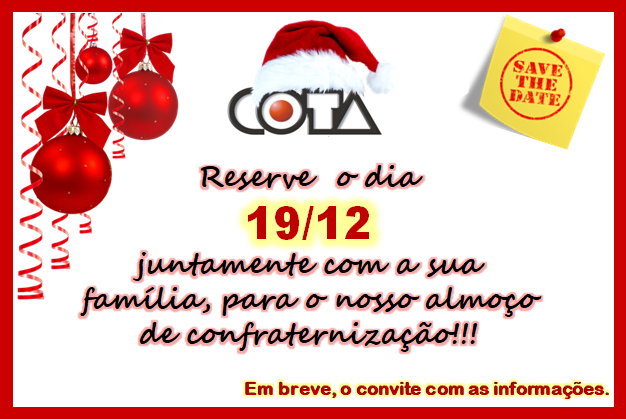 COTA
SAVE
THE
DATE
Reserve o dia
19/12
juntamente com a sua
família, para o nosso almoço
de confraternização!!!
Em breve, o convite com as informações.